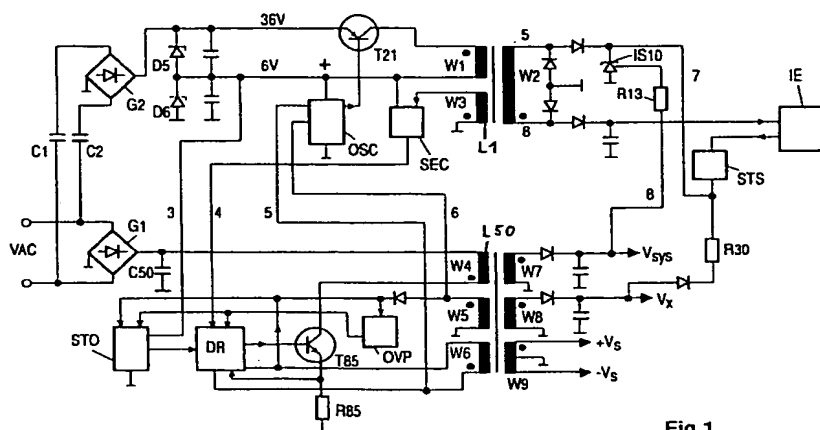 36V
T21
5
IS10
7
IE
D5
6V
+
W1
W2
R13
G2
D6
W3
OSC
SEC
L1
8
STS
C1
C2
3
4
5
6
8
G1
L50
VAC
C50
W4
W7
Vsys
R30
W5
W8
Vx
STO
DR
T85
OVP
W6
+Vs
-Vs
W9
R85
Fig.1